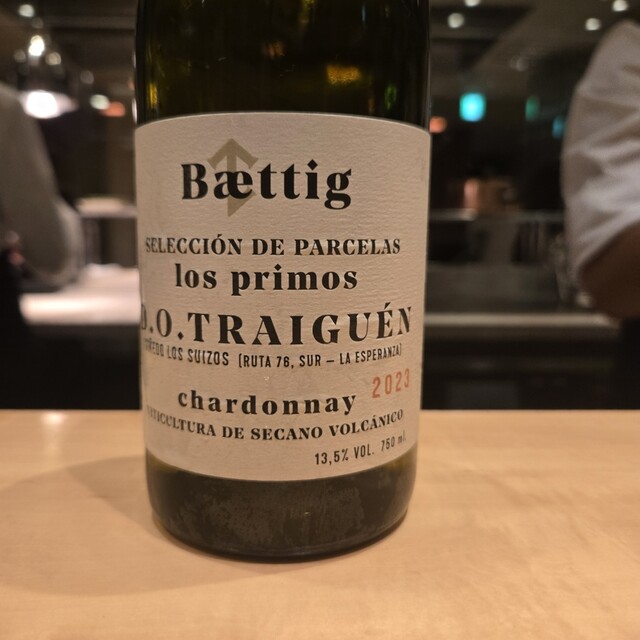 Bættig
SELECCIÓN DE PARCELAS
los primos
D.O. TRAIGUÉN
LOS SUIZOS (RUTA 76, SUR – LA ESPERANZA)
chardonnay 2023
VITICULTURA DE SECANO VOLCÁNICO
13,5% VOL. 750 ml